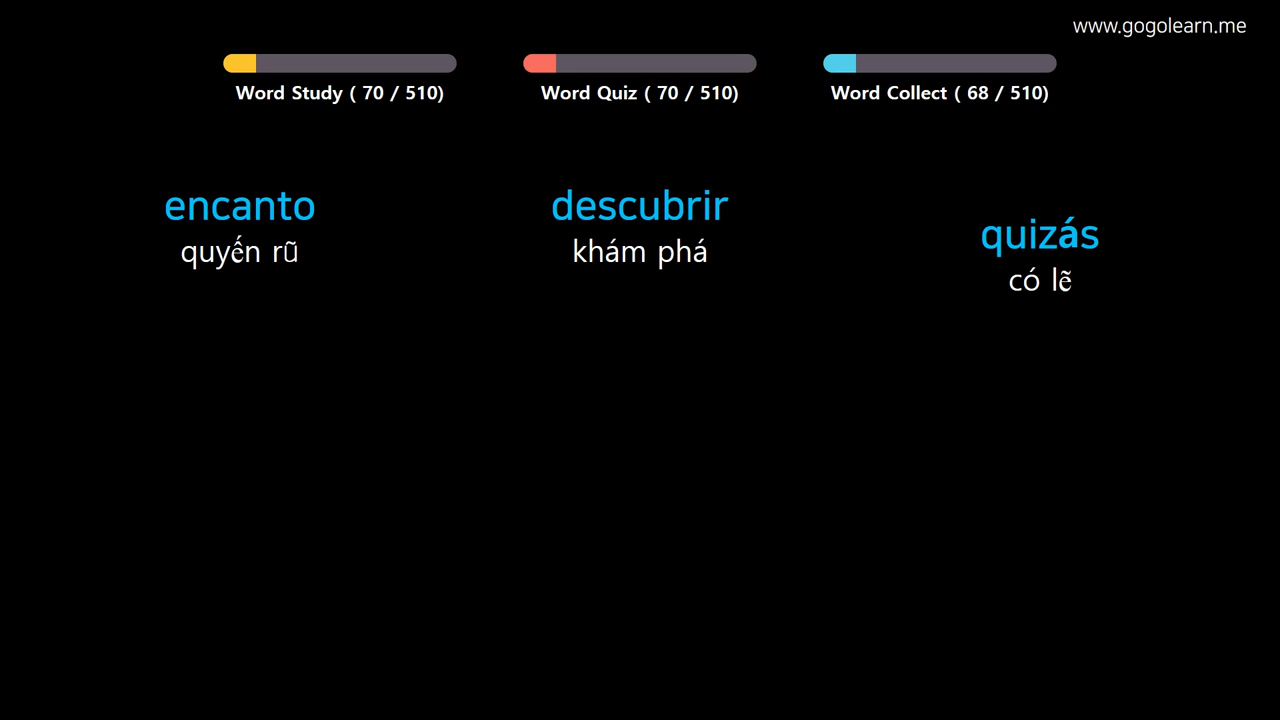 www.gogolearn.me
Word Study ( 70 / 510)
Word Quiz ( 70 / 510)
Word Collect ( 68 / 510)
encanto
quyến rũ
descubrir
khám phá
quizás
có lẽ